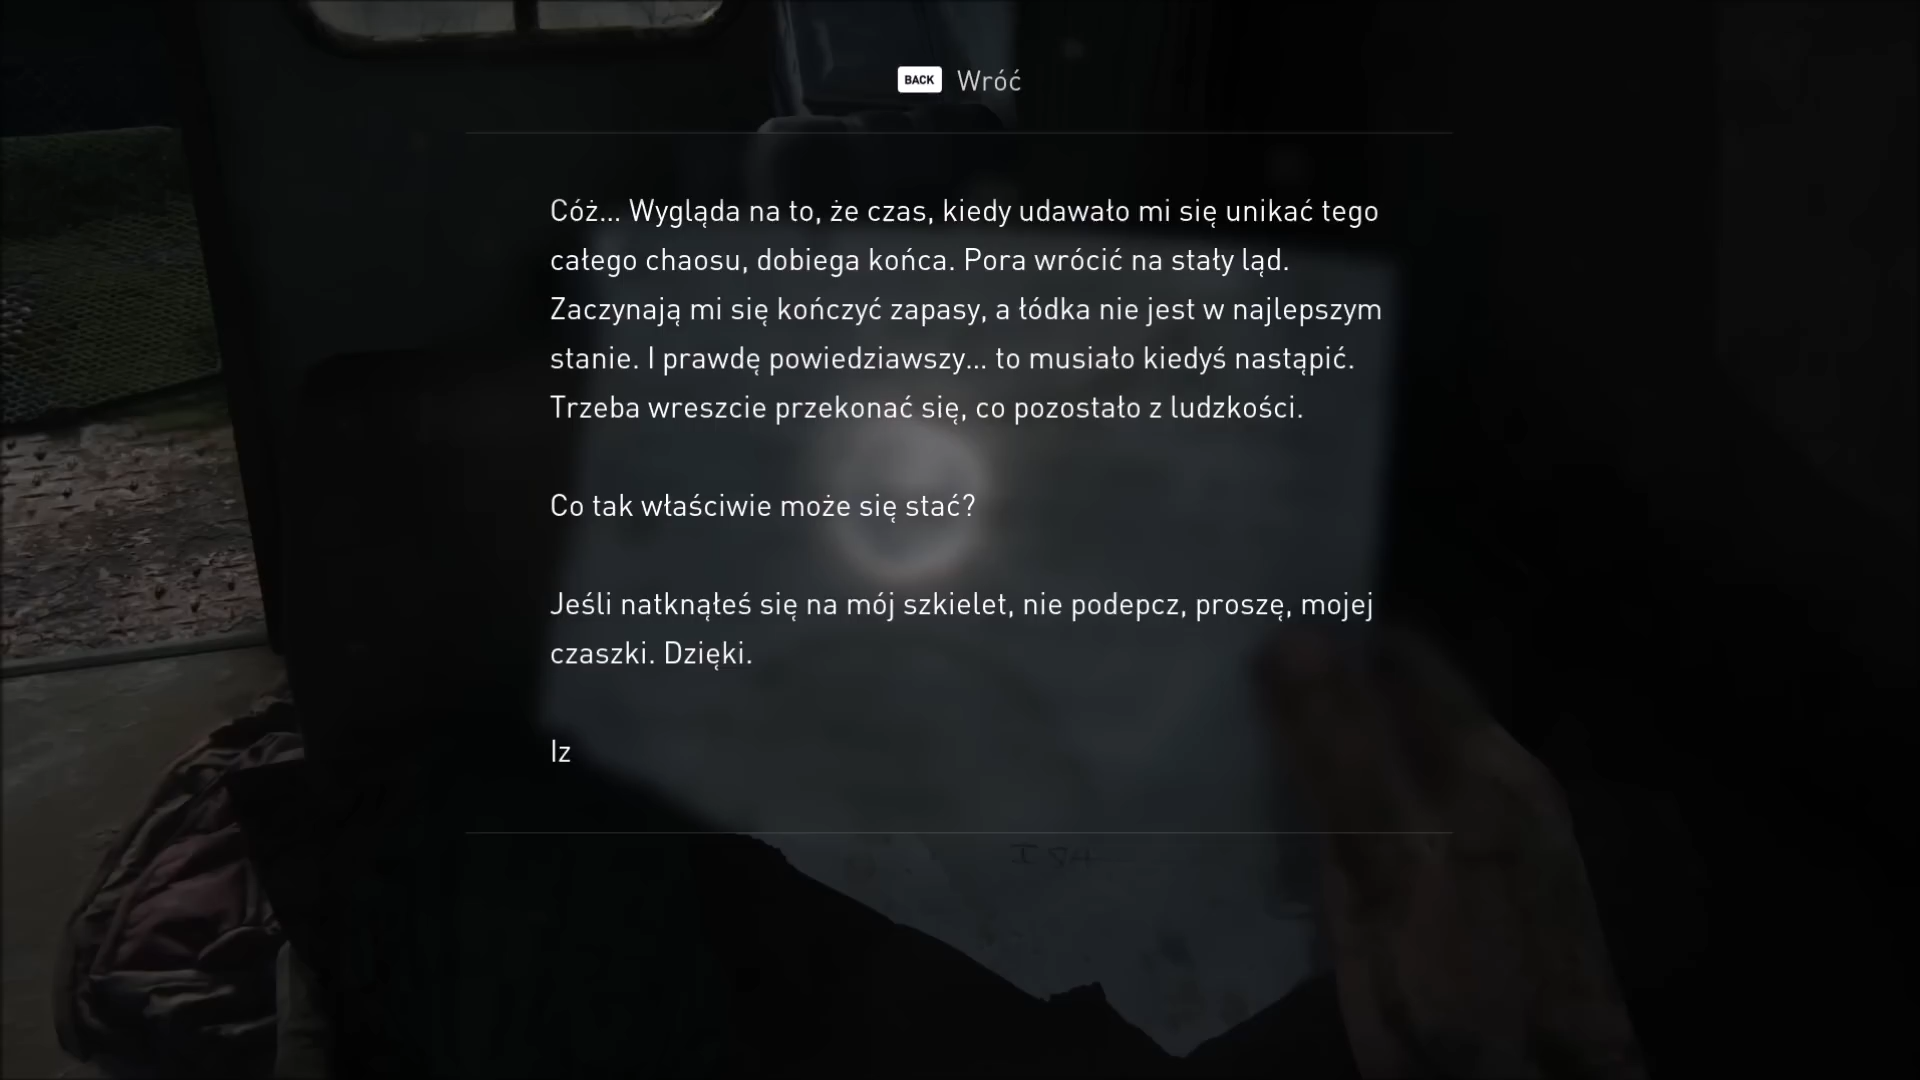 BACK Wróć
Cóż... Wygląda na to, że czas, kiedy udawało mi się unikać tego
całego chaosu, dobiega końca. Pora wrócić na stały ląd.
Zaczynają mi się kończyć zapasy, a łódka nie jest w najlepszym
stanie. I prawdę powiedziawszy... to musiało kiedyś nastąpić.
Trzeba wreszcie przekonać się, co pozostało z ludzkości.
Co tak właściwie może się stać?
Jeśli natknąłeś się na mój szkielet, nie podepcz, proszę, mojej
czaszki. Dzięki.
Iz